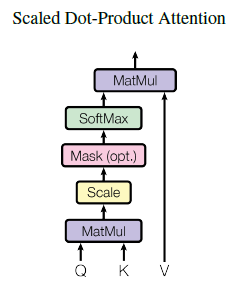 Scaled Dot-Product Attention
MatMul
SoftMax
Mask (opt.)
Scale
MatMul
Q K V